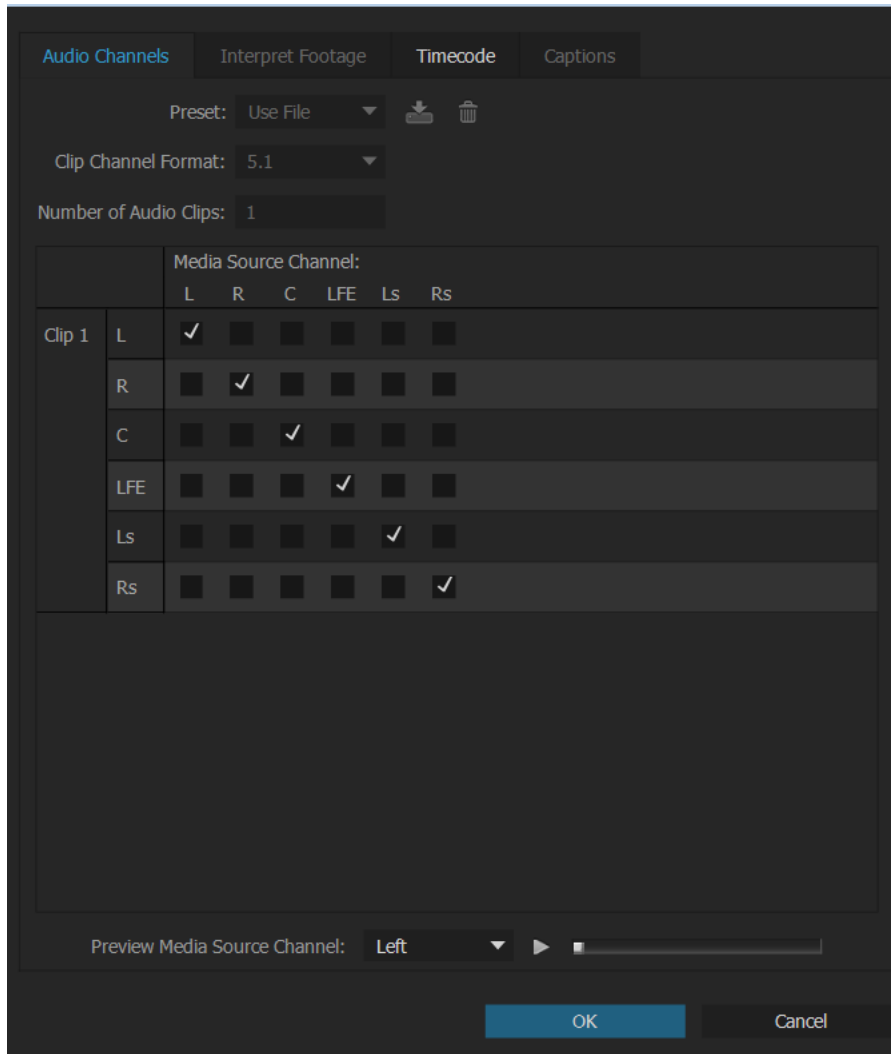 Audio Channels Interpret Footage Timecode Captions
Preset: Use File
Clip Channel Format: 5.1
Number of Audio Clips: 1
Media Source Channel:
L R C LFE Ls Rs
Clip 1 L
R
C
LFE
Ls
Rs
Preview Media Source Channel: Left
OK Cancel